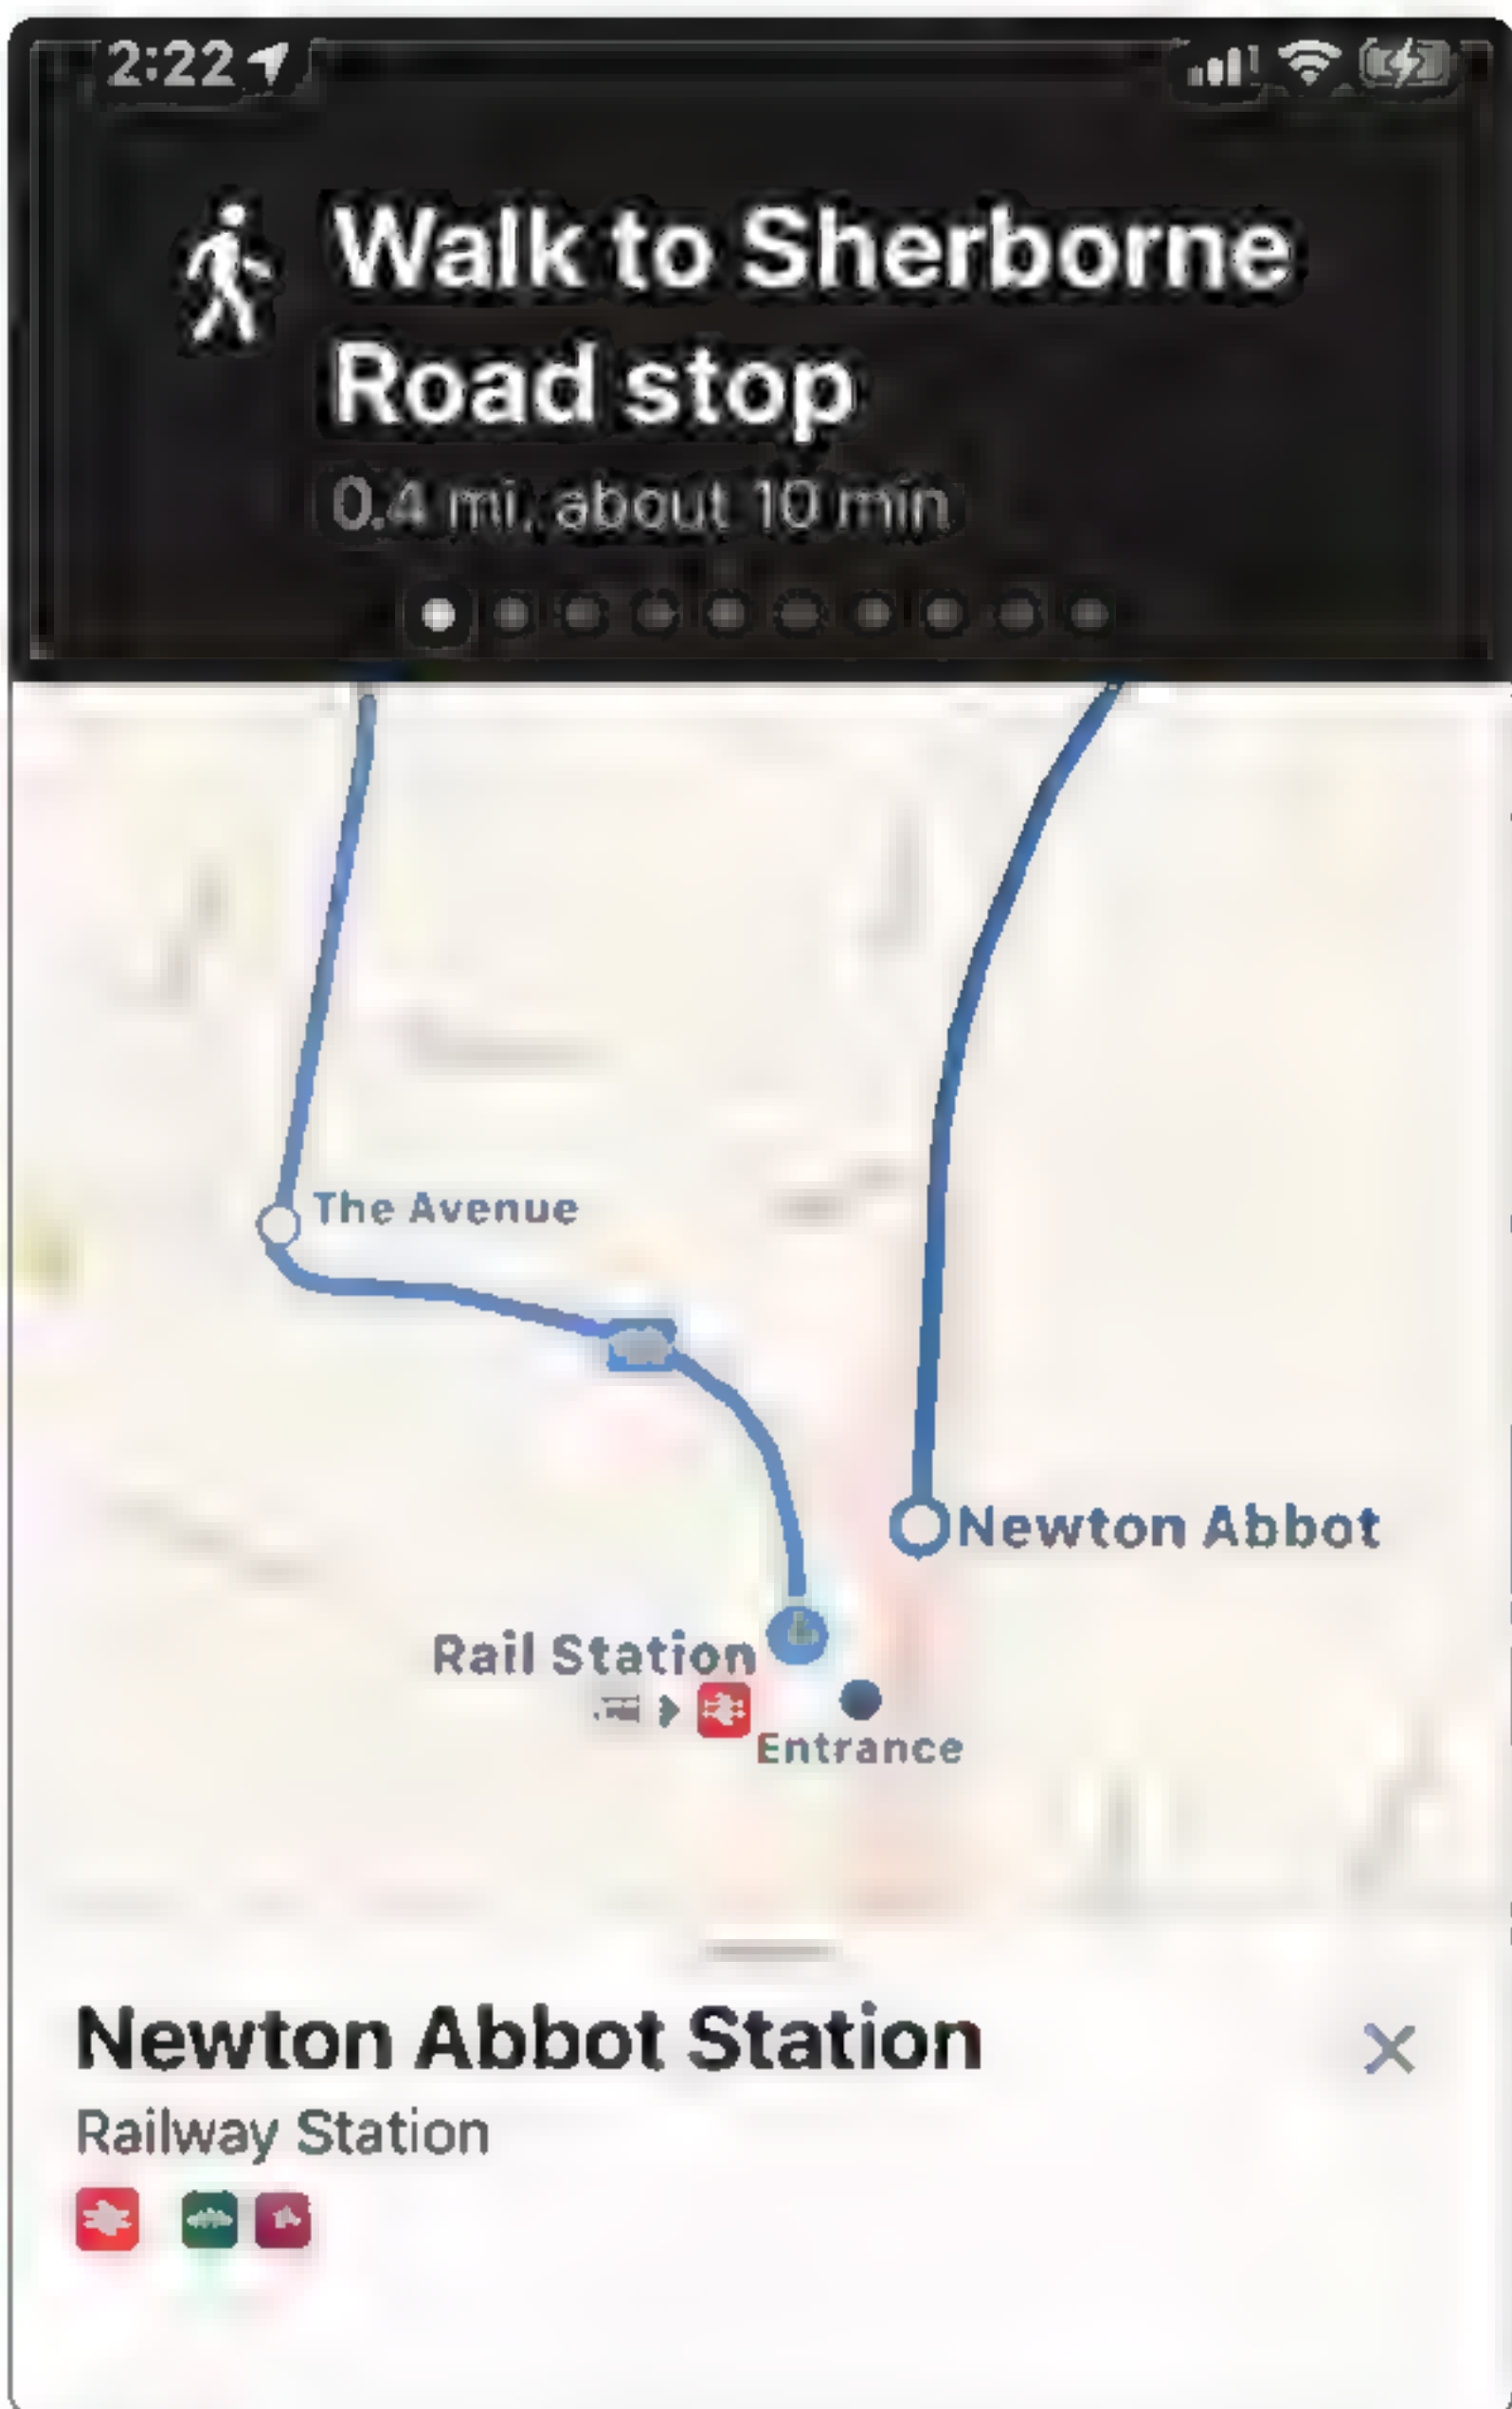 2:22
Walk to Sherborne
Road stop
0.4 mi, about 10 min
The Avenue
Newton Abbot
Rail Station
Entrance
Newton Abbot Station
Railway Station